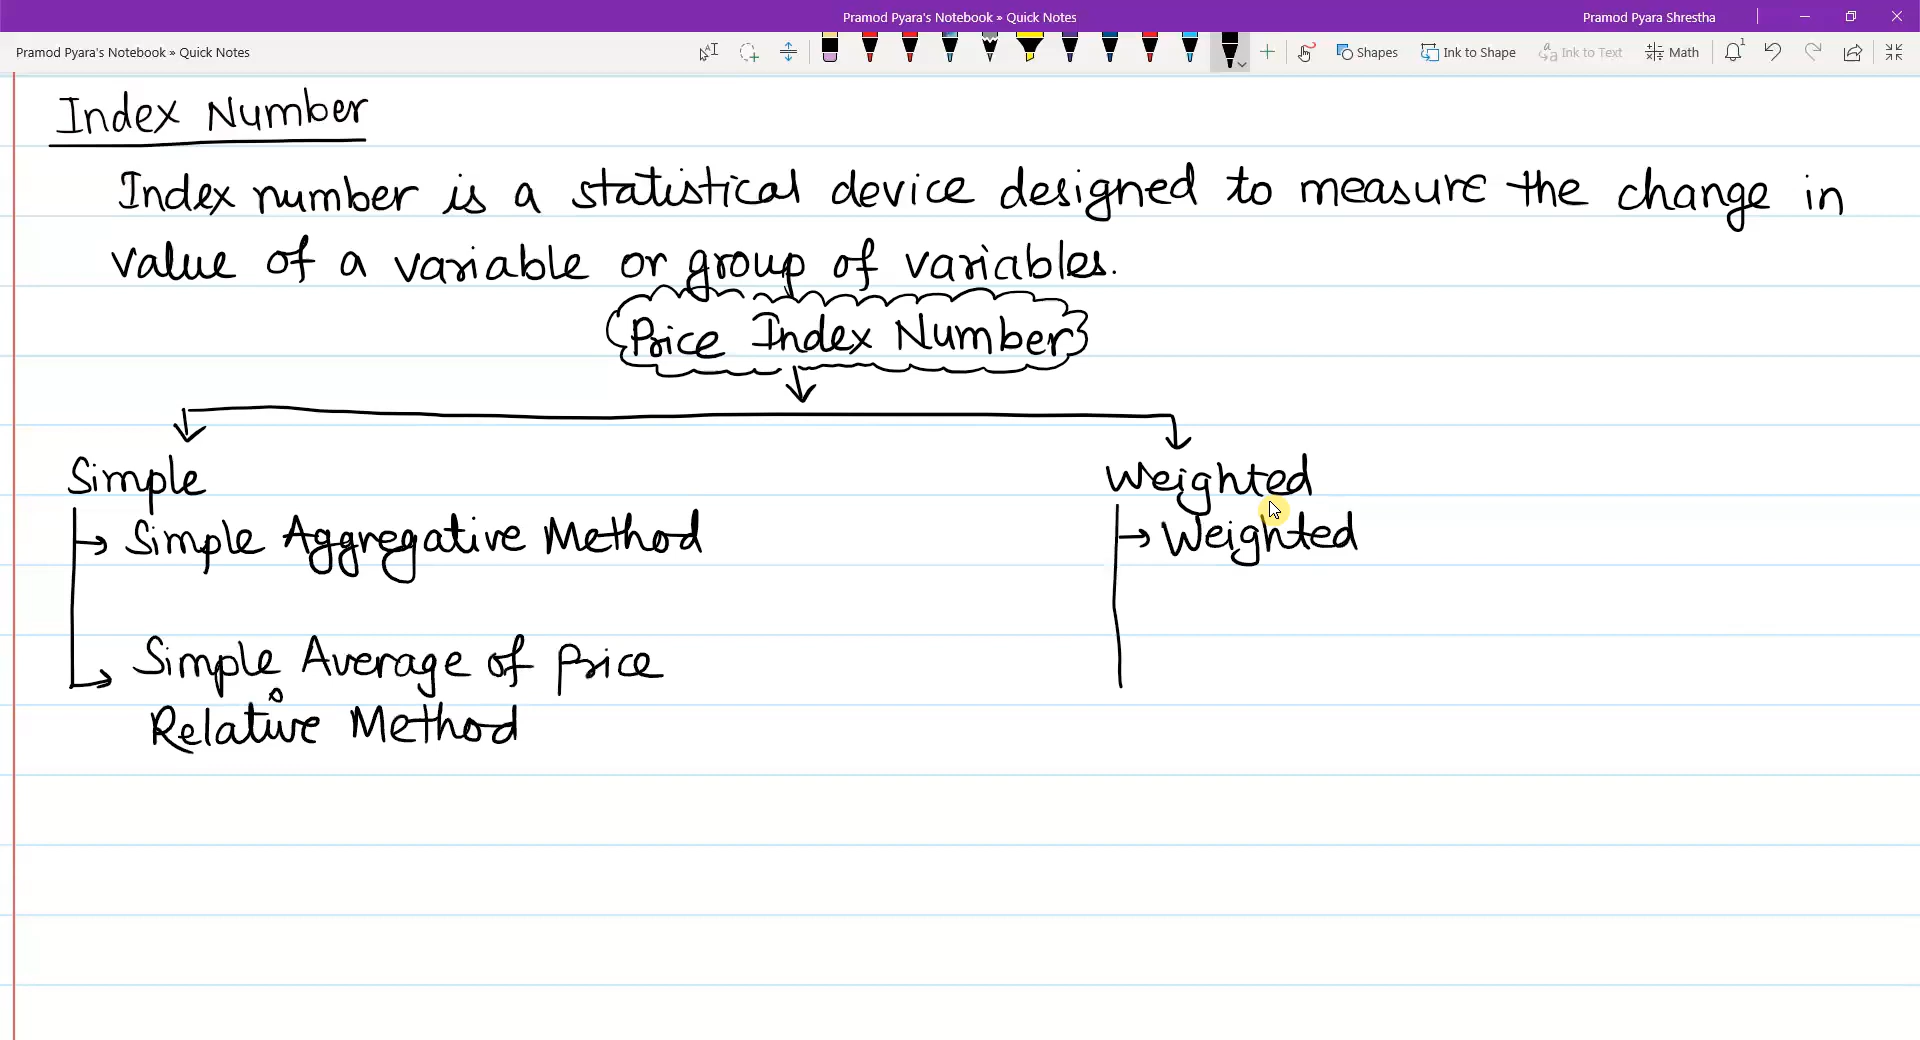 Pramod Pyara's Notebook » Quick Notes
Pramod Pyara Shrestha
Pramod Pyara's Notebook » Quick Notes
Shapes
Ink to Shape
Ink to Text
Math
1
Index Number
Index number is a statistical device designed to measure the change in
value of a variable or group of variables.
Price Index Number
Simple
Weighted
→ Simple Aggregative Method
→ Weighted
Simple Average of Price
Relative Method